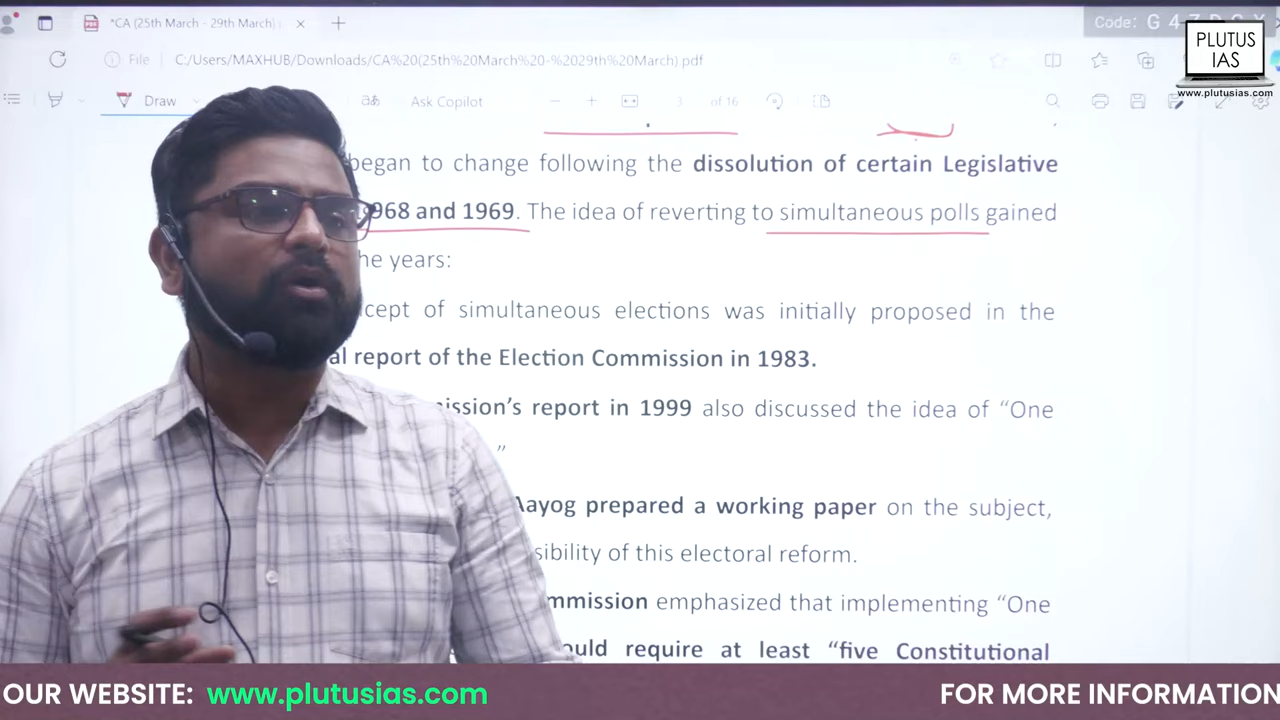 *CA (25th March - 29th March)
Code: G 4 7 D C X
PLUTUS
IAS
www.plutusias.com
File C:/Users/MAXHUB/Downloads/CA%20(25th%20March%20-%2029th%20March).pdf
Draw Ask Copilot 3 of 16
began to change following the dissolution of certain Legislative
968 and 1969. The idea of reverting to simultaneous polls gained
he years:
cept of simultaneous elections was initially proposed in the
al report of the Election Commission in 1983.
ission's report in 1999 also discussed the idea of "One
"
Aayog prepared a working paper on the subject,
sibility of this electoral reform.
mmission emphasized that implementing "One
ould require at least "five Constitutional
OUR WEBSITE: www.plutusias.com FOR MORE INFORMATION